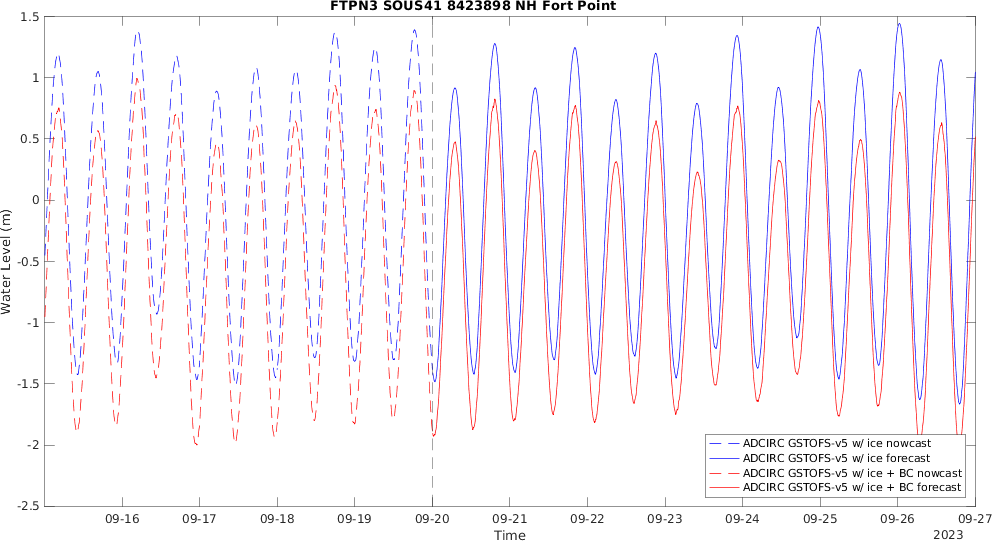 FTPN3 SOUS41 8423898 NH Fort Point
1.5
1
0.5
0
-0.5
-1
-1.5
-2
-2.5
Water Level (m)
09-16 09-17 09-18 09-19 09-20 09-21 09-22 09-23 09-24 09-25 09-26 09-27
Time
2023
ADCIRC GSTOFS-v5 w/ ice nowcast
ADCIRC GSTOFS-v5 w/ ice forecast
ADCIRC GSTOFS-v5 w/ ice + BC nowcast
ADCIRC GSTOFS-v5 w/ ice + BC forecast